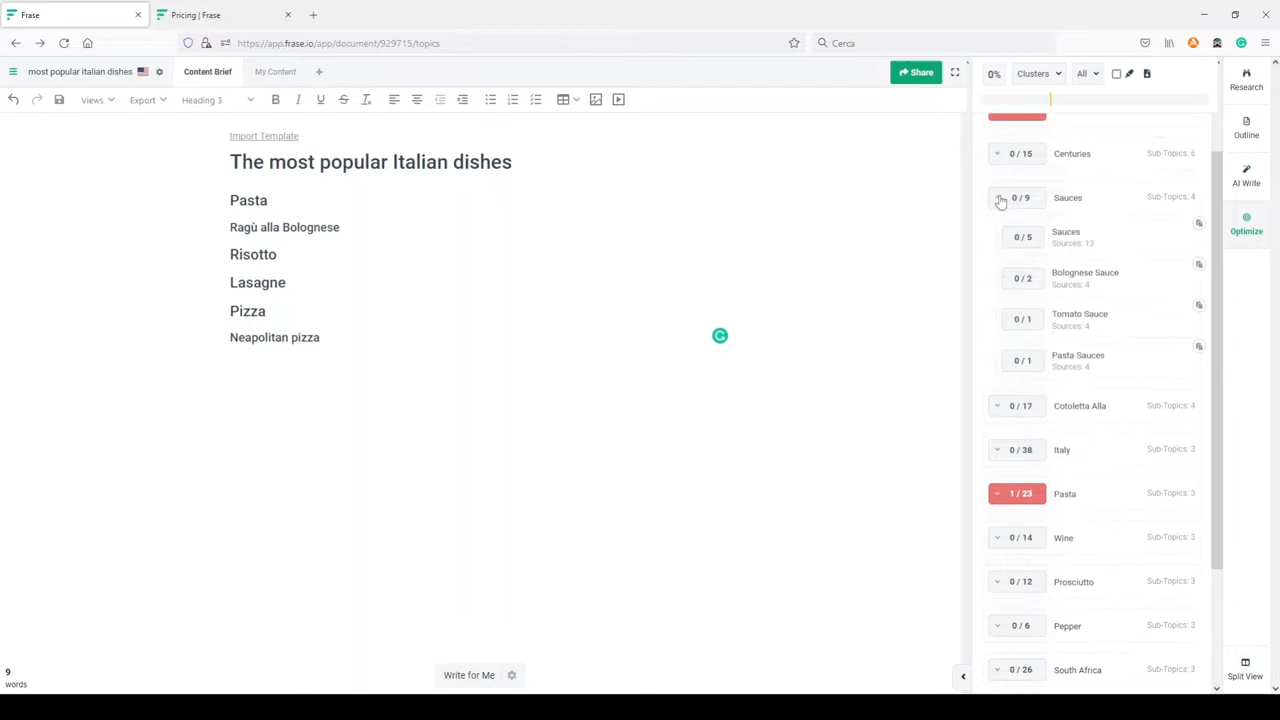 Frase
Pricing | Frase
https://app.frase.io/app/document/929715/topics
Cerca
most popular italian dishes
Content Brief
My Content
Share
0%
Clusters
All
Research
Views
Export
Heading 3
Import Template
The most popular Italian dishes
Pasta
Ragù alla Bolognese
Risotto
Lasagne
Pizza
Neapolitan pizza
9
words
Write for Me
0 / 15 Centuries Sub-Topics: 6
0 / 9 Sauces Sub-Topics: 4
0 / 5 Sauces
Sources: 13
0 / 2 Bolognese Sauce
Sources: 4
0 / 1 Tomato Sauce
Sources: 4
0 / 1 Pasta Sauces
Sources: 4
0 / 17 Cotoletta Alla Sub-Topics: 4
0 / 38 Italy Sub-Topics: 3
1 / 23 Pasta Sub-Topics: 3
0 / 14 Wine Sub-Topics: 3
0 / 12 Prosciutto Sub-Topics: 3
0 / 6 Pepper Sub-Topics: 3
0 / 26 South Africa Sub-Topics: 3
Outline
AI Write
Optimize
Split View